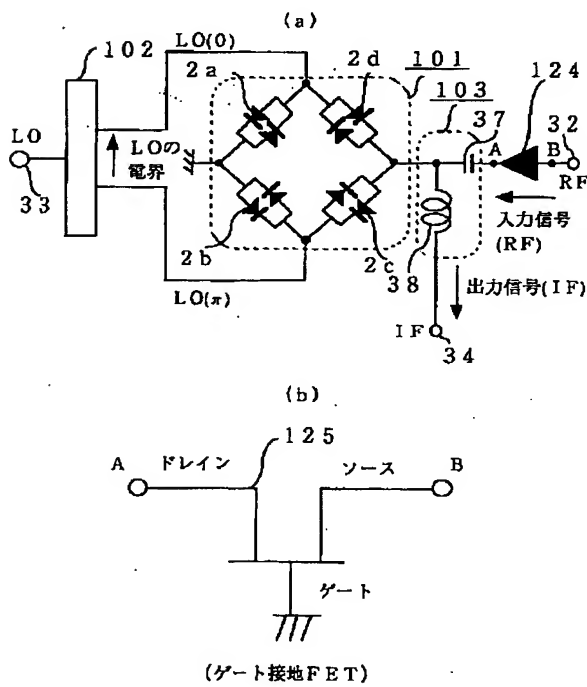 (a)
102
LO(0)
2a
2d
101
103
124
37
32
LO
LOの
電界
A
B
RF
33
入力信号
(RF)
2b
2c
38
出力信号(IF)
LO(π)
IF
34
(b)
125
A
ドレイン
ソース
B
ゲート
(ゲート接地FET)